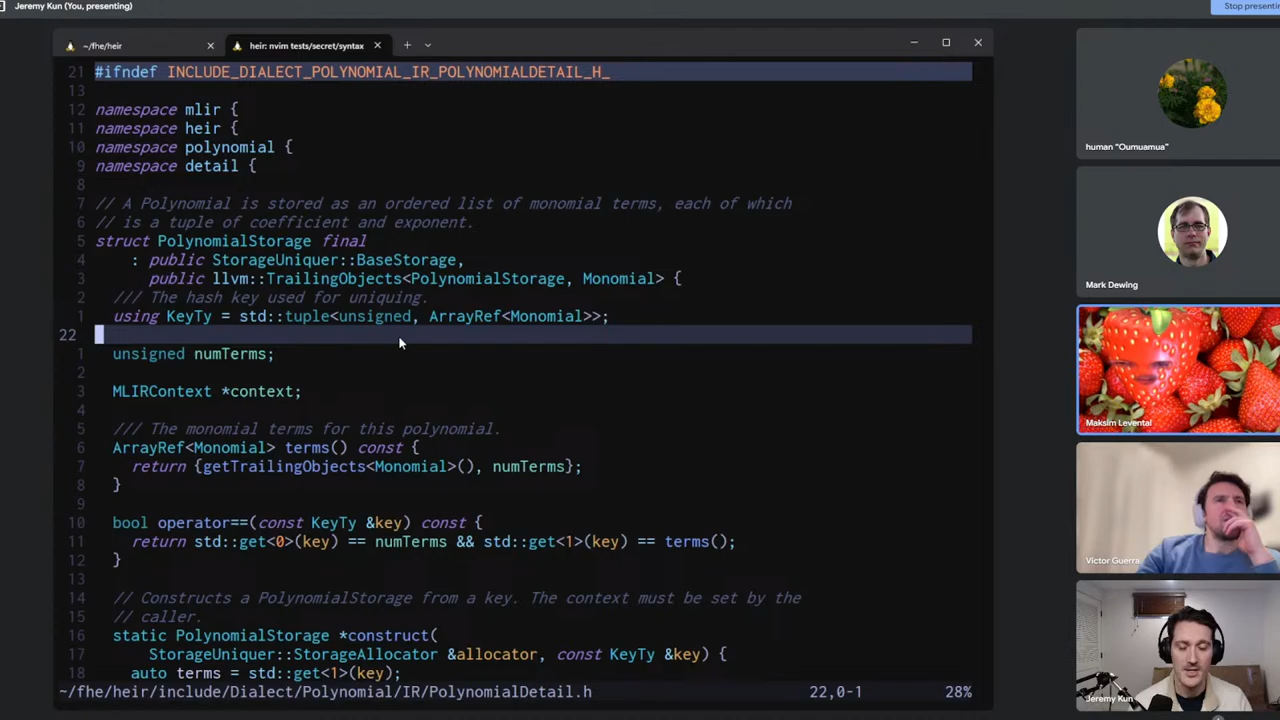 Jeremy Kun (You, presenting)
Stop presenting
~/fhe/heir
heir: nvim tests/secret/syntax
21 #ifndef INCLUDE_DIALECT_POLYNOMIAL_IR_POLYNOMIALDETAIL_H_
13
12 namespace mlir {
11 namespace heir {
10 namespace polynomial {
9 namespace detail {
8
7 // A Polynomial is stored as an ordered list of monomial terms, each of which
6 // is a tuple of coefficient and exponent.
5 struct PolynomialStorage final
4 : public StorageUniquer::BaseStorage,
3 public llvm::TrailingObjects<PolynomialStorage, Monomial> {
2 /// The hash key used for uniquing.
1 using KeyTy = std::tuple<unsigned, ArrayRef<Monomial>>;
22
1 unsigned numTerms;
2
3 MLIRContext *context;
4
5 /// The monomial terms for this polynomial.
6 ArrayRef<Monomial> terms() const {
7 return {getTrailingObjects<Monomial>(), numTerms};
8 }
9
10 bool operator==(const KeyTy &key) const {
11 return std::get<0>(key) == numTerms && std::get<1>(key) == terms();
12 }
13
14 // Constructs a PolynomialStorage from a key. The context must be set by the
15 // caller.
16 static PolynomialStorage *construct(
17 StorageUniquer::StorageAllocator &allocator, const KeyTy &key) {
18 auto terms = std::get<1>(key);
~/fhe/heir/include/Dialect/Polynomial/IR/PolynomialDetail.h 22,0-1 28%
human "Oumuamua"
Mark Dewing
Maksim Levental
Victor Guerra
Jeremy Kun